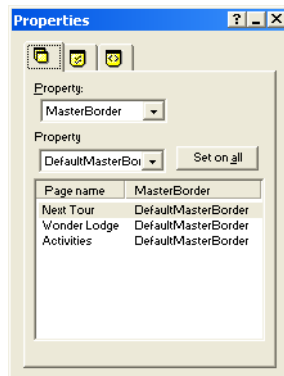 Properties
Property:
MasterBorder
Property
DefaultMasterBor
Set on all
Page name MasterBorder
Next Tour DefaultMasterBorder
Wonder Lodge DefaultMasterBorder
Activities DefaultMasterBorder